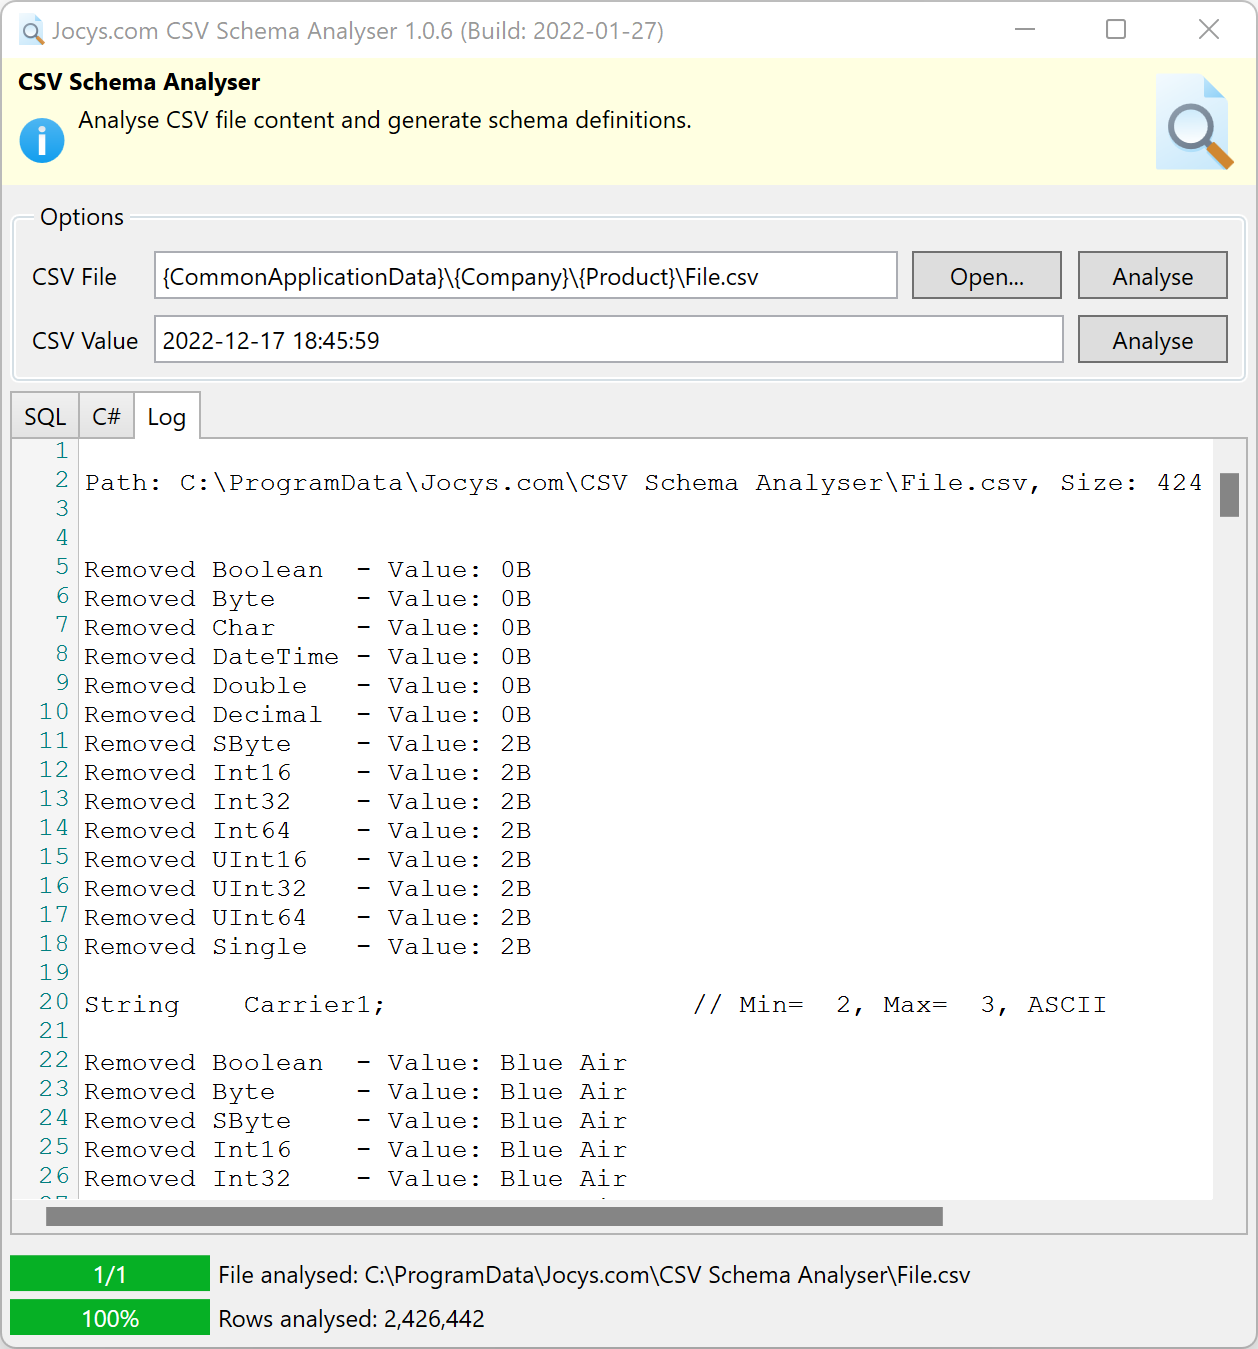 Jocys.com CSV Schema Analyser 1.0.6 (Build: 2022-01-27)
CSV Schema Analyser
Analyse CSV file content and generate schema definitions.
Options
CSV File {CommonApplicationData}\{Company}\{Product}\File.csv Open... Analyse
CSV Value 2022-12-17 18:45:59 Analyse
SQL C# Log
1
2 Path: C:\ProgramData\Jocys.com\CSV Schema Analyser\File.csv, Size: 424
3
4
5 Removed Boolean - Value: 0B
6 Removed Byte - Value: 0B
7 Removed Char - Value: 0B
8 Removed DateTime - Value: 0B
9 Removed Double - Value: 0B
10 Removed Decimal - Value: 0B
11 Removed SByte - Value: 2B
12 Removed Int16 - Value: 2B
13 Removed Int32 - Value: 2B
14 Removed Int64 - Value: 2B
15 Removed UInt16 - Value: 2B
16 Removed UInt32 - Value: 2B
17 Removed UInt64 - Value: 2B
18 Removed Single - Value: 2B
19
20 String Carrier1; // Min= 2, Max= 3, ASCII
21
22 Removed Boolean - Value: Blue Air
23 Removed Byte - Value: Blue Air
24 Removed SByte - Value: Blue Air
25 Removed Int16 - Value: Blue Air
26 Removed Int32 - Value: Blue Air
1/1 File analysed: C:\ProgramData\Jocys.com\CSV Schema Analyser\File.csv
100% Rows analysed: 2,426,442